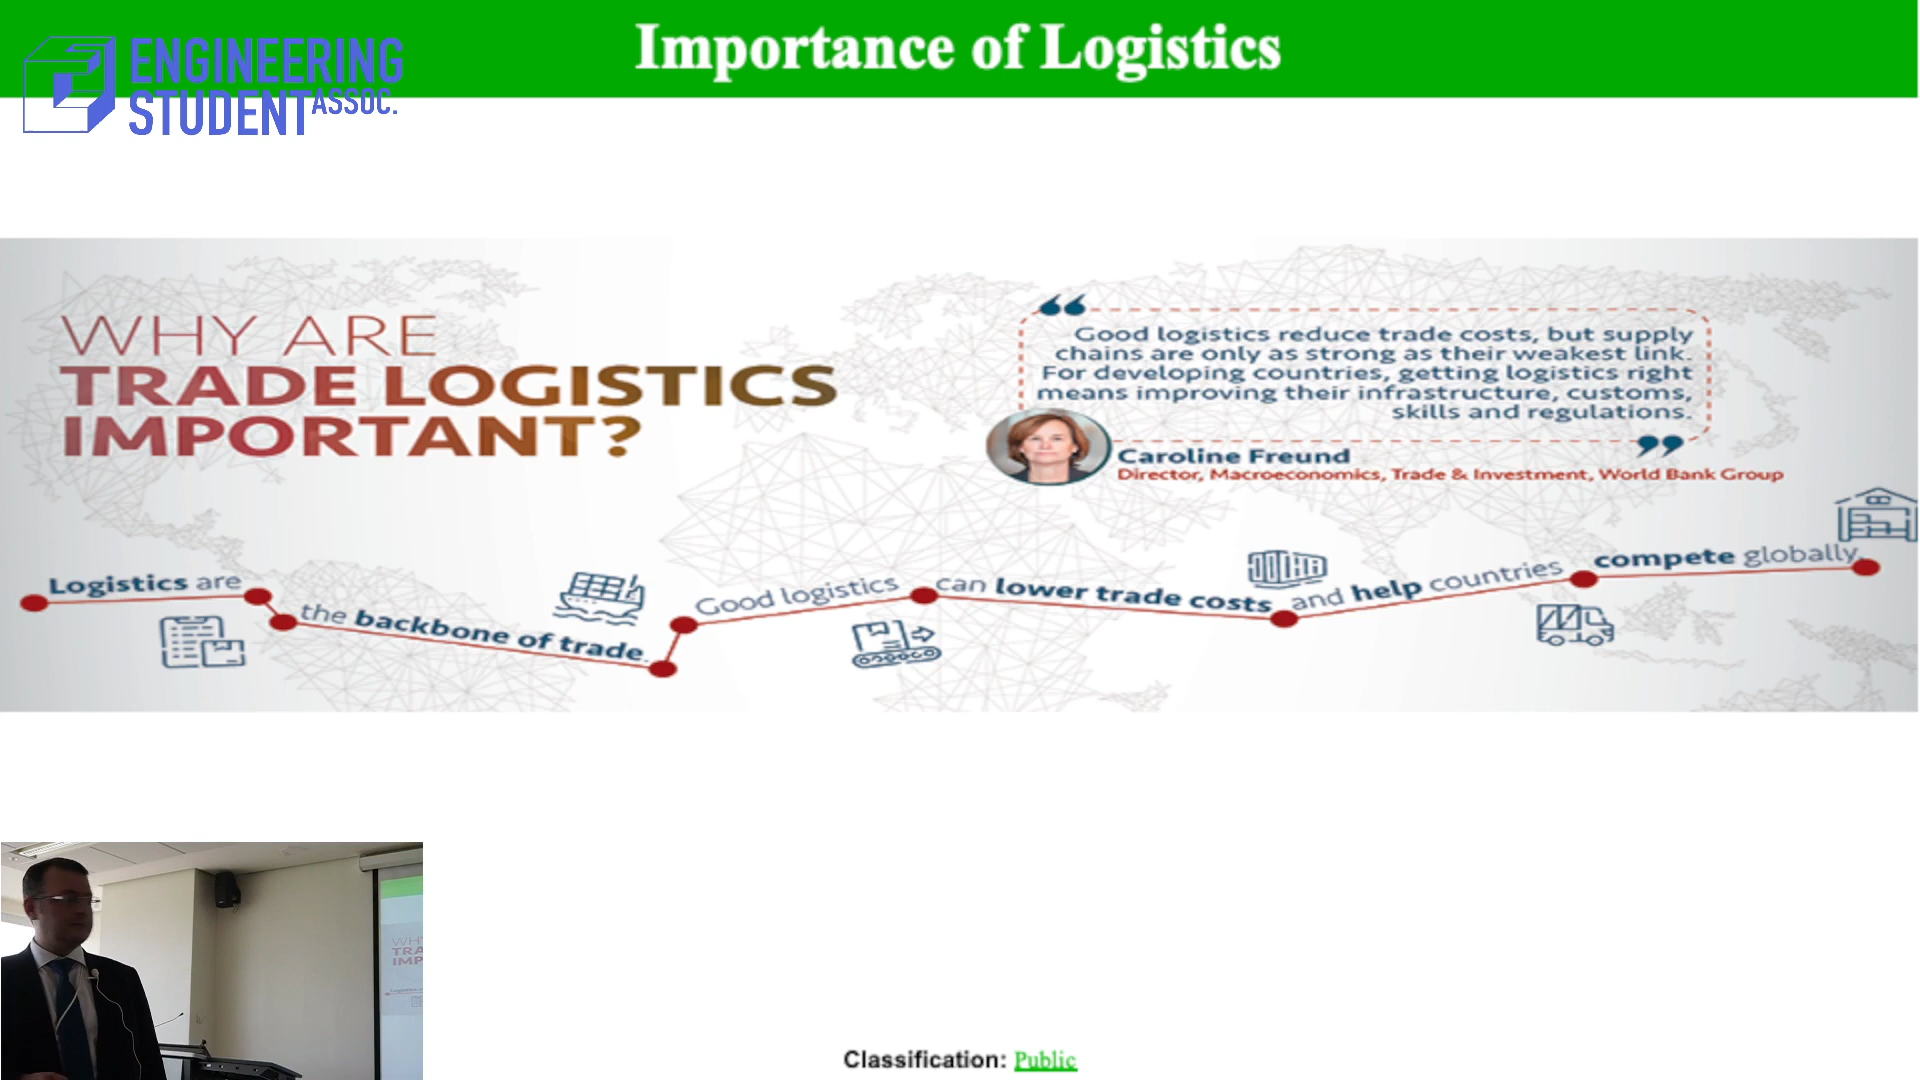 Importance of Logistics
ENGINEERING
STUDENT ASSOC.
WHY ARE
TRADE LOGISTICS
IMPORTANT?
“
Good logistics reduce trade costs, but supply
chains are only as strong as their weakest link.
For developing countries, getting logistics right
means improving their infrastructure, customs,
skills and regulations.
”
Caroline Freund
Director, Macroeconomics, Trade & Investment, World Bank Group
Logistics are
the backbone of trade.
Good logistics
can lower trade costs
and help countries
compete globally.
WHY
TRA
IMP
Classification: Public